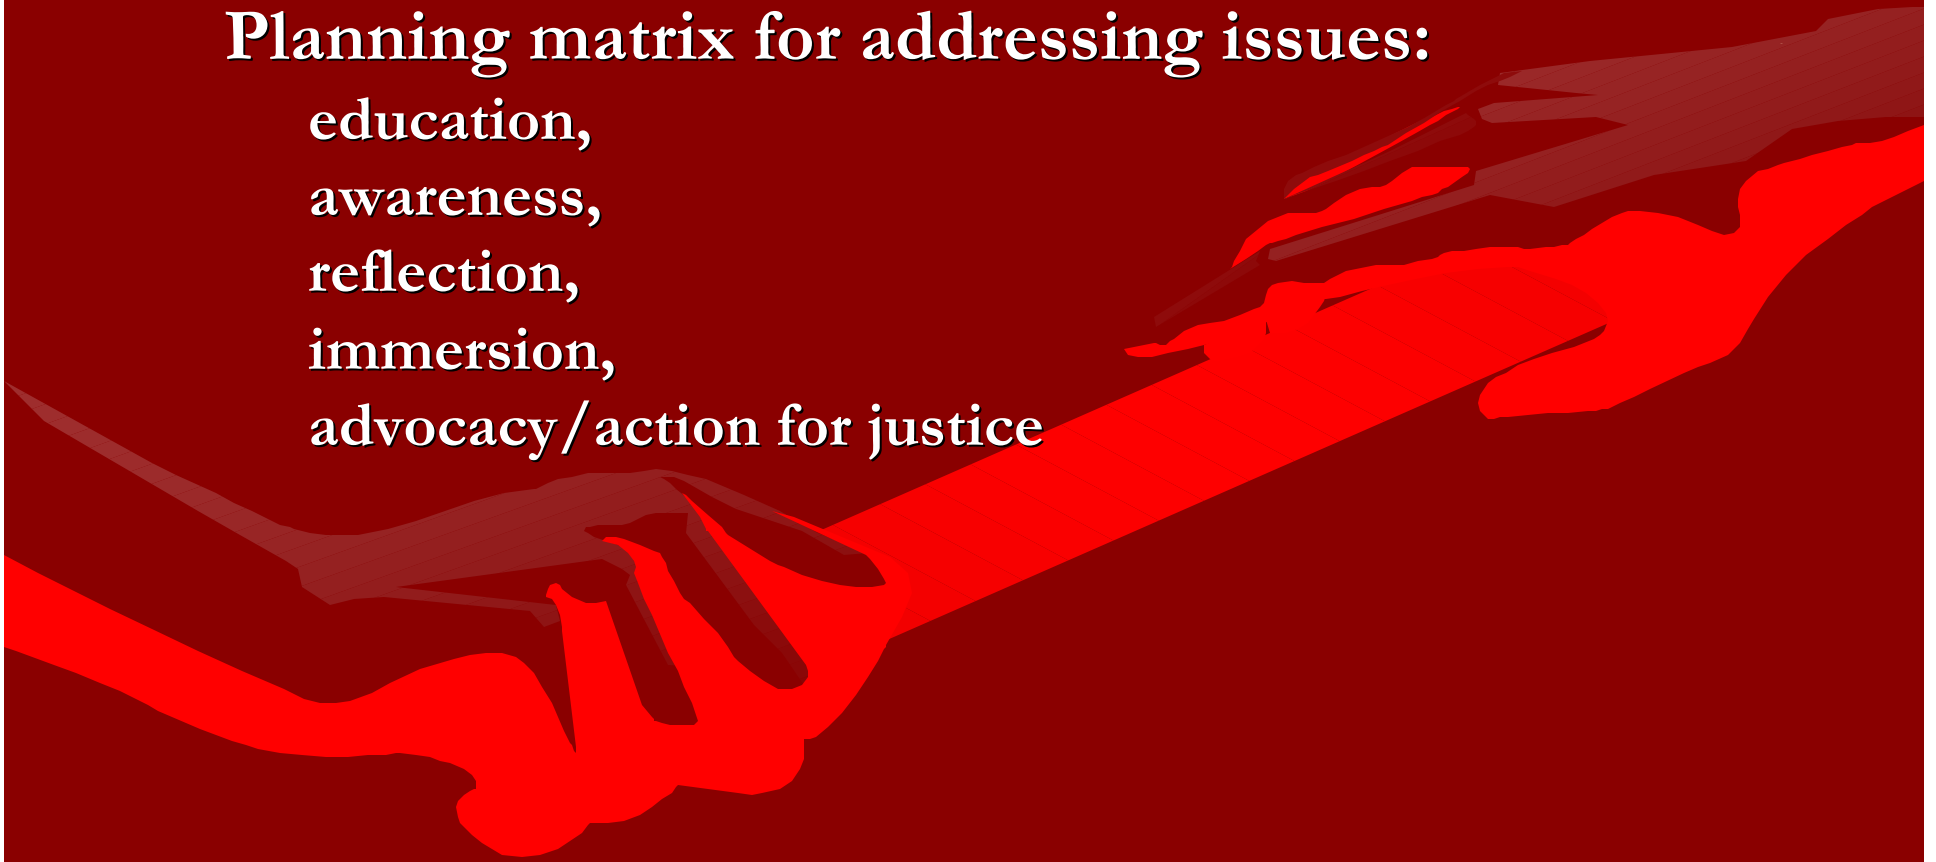 Planning matrix for addressing issues:
education,
awareness,
reflection,
immersion,
advocacy/action for justice